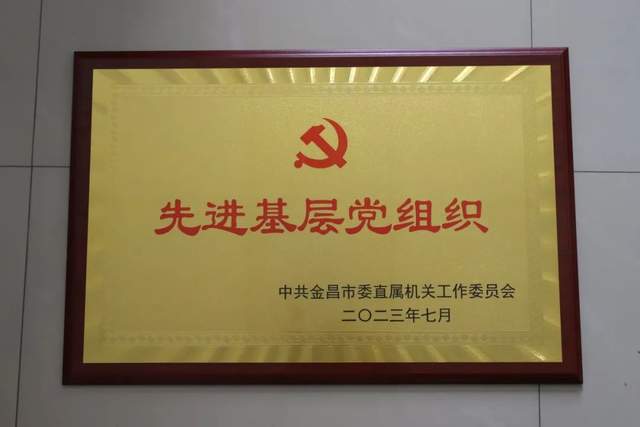 先进基层党组织
中共金昌市委直属机关工作委员会
二〇二三年七月